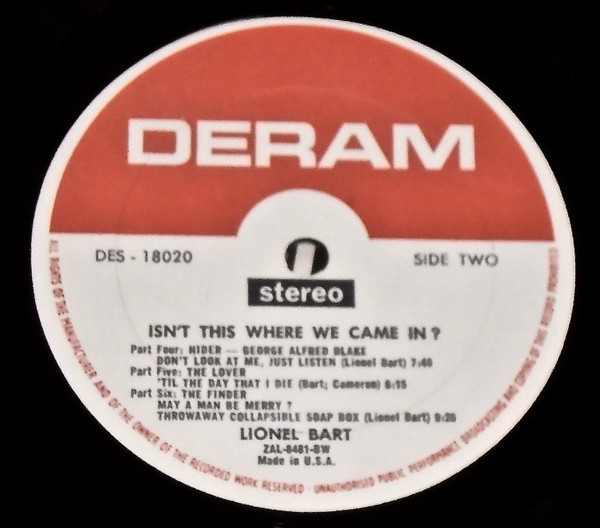 DERAM
DES - 18020
SIDE TWO
stereo
ISN'T THIS WHERE WE CAME IN?
Part Four: HIDER — GEORGE ALFRED BLAKE
DON'T LOOK AT ME, JUST LISTEN (Lionel Bart) 7:40
Part Five: THE LOVER
'TIL THE DAY THAT I DIE (Bart; Cameron) 6:15
Part Six: THE FINDER
MAY A MAN BE MERRY ?
THROWAWAY COLLAPSIBLE SOAP BOX (Lionel Bart)
LIONEL BART
ZAL-8481-BW
Made in U.S.A.
ALL RIGHTS OF THE MANUFACTURER AND OF THE OWNER OF THE RECORDED WORK RESERVED - UNAUTHORISED PUBLIC PERFORMANCE BROADCASTING AND COPYING OF THIS RECORD PROHIBITED